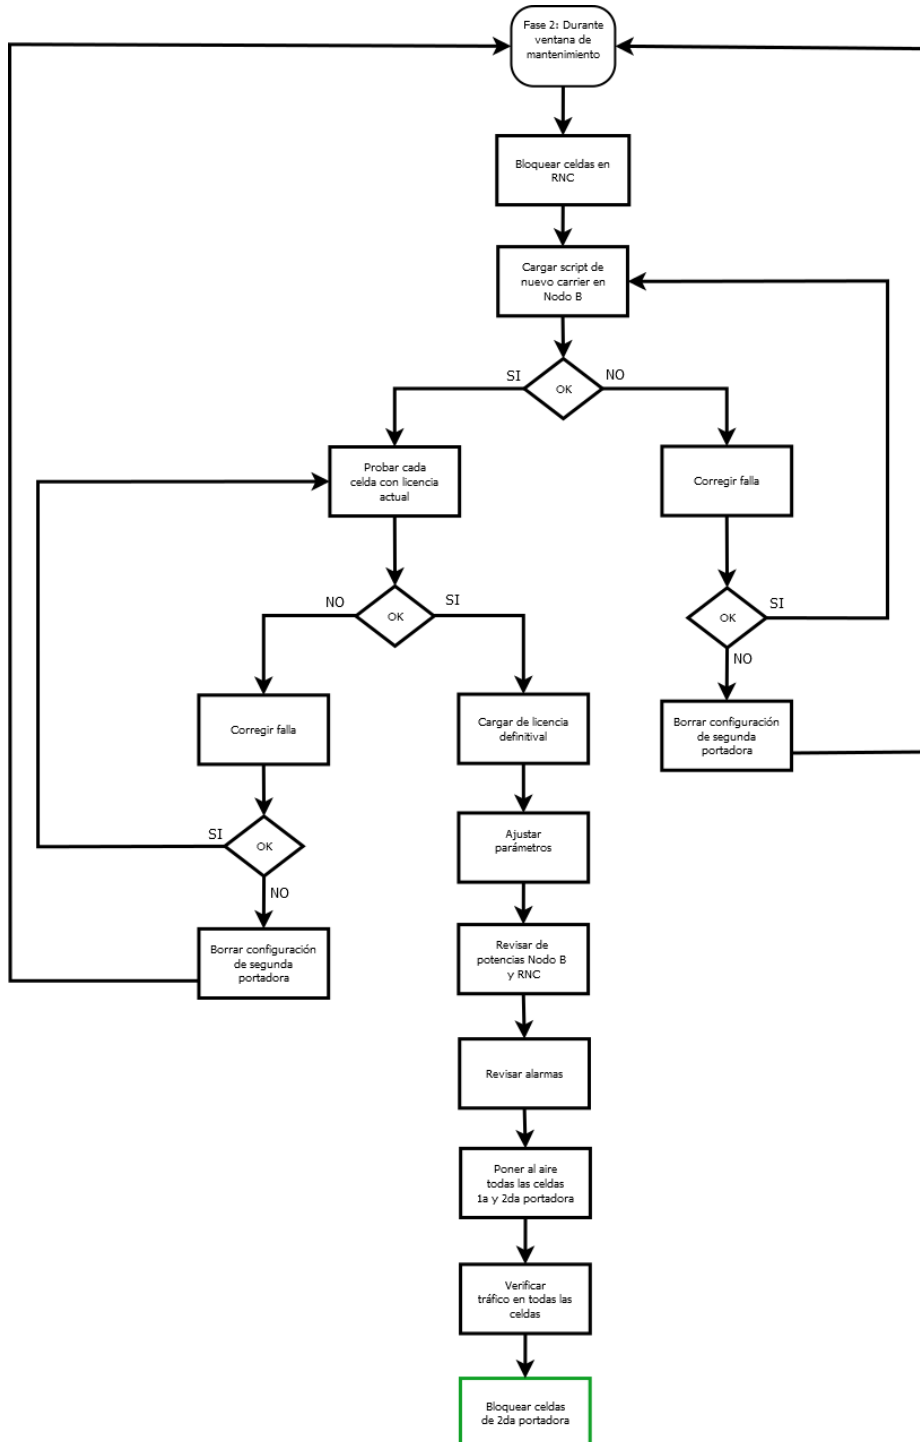 Fase 2: Durante
ventana de
mantenimiento
Bloquear celdas en
RNC
Cargar script de
nuevo carrier en
Nodo B
SI
OK
NO
Probar cada
celda con licencia
actual
Corregir falla
NO
OK
SI
OK
SI
NO
Corregir falla
Cargar de licencia
definitival
Borrar configuración
de segunda
portadora
SI
OK
NO
Ajustar
parámetros
Borrar configuración
de segunda
portadora
Revisar de
potencias Nodo B
y RNC
Revisar alarmas
Poner al aire
todas las celdas
1a y 2da portadora
Verificar
tráfico en todas las
celdas
Bloquear celdas
de 2da portadora